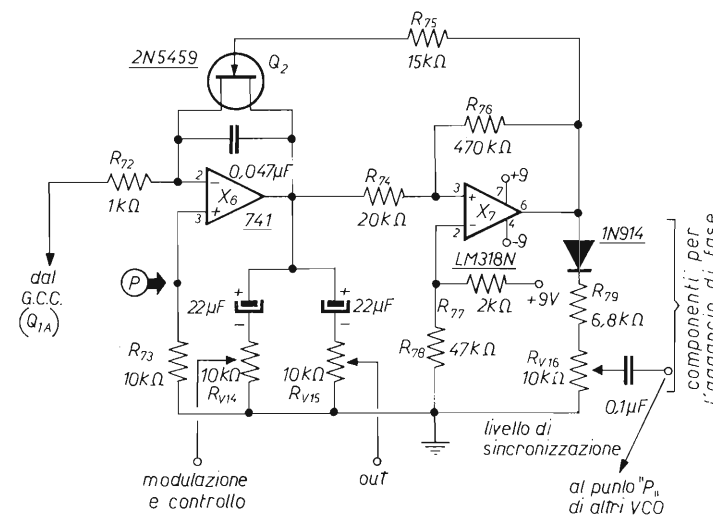 R75
15kΩ
2N5459
Q2
R76
470kΩ
0,047µF
R72
1kΩ
2
−
X6
+
3
741
R74
20kΩ
3
+
X7
−
2
7
+9
6
4
-9
LM318N
1N914
dal
G.C.C.
(Q1A)
P
R77
2kΩ
+9V
R79
6,8kΩ
componenti per
l'aggancio di fase
+
22µF
−
+
22µF
−
R73
10kΩ
10kΩ
RV14
10kΩ
RV15
R78
47kΩ
RV16
10kΩ
0,1µF
livello di
sincronizzazione
modulazione
e controllo
out
al punlo "P"
di altri VCO